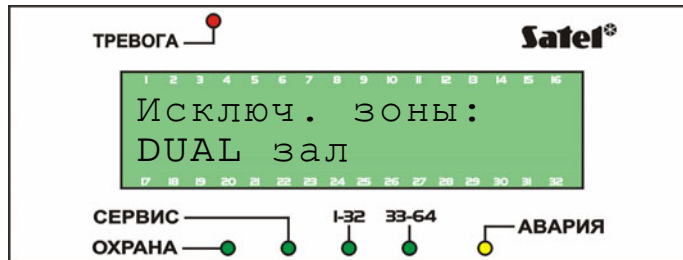 ТРЕВОГА
Satel®
1 2 3 4 5 6 7 8 9 10 11 12 13 14 15 16
Исключ. зоны:
DUAL зал
17 18 19 20 21 22 23 24 25 26 27 28 29 30 31 32
СЕРВИС
1-32 33-64
АВАРИЯ
ОХРАНА